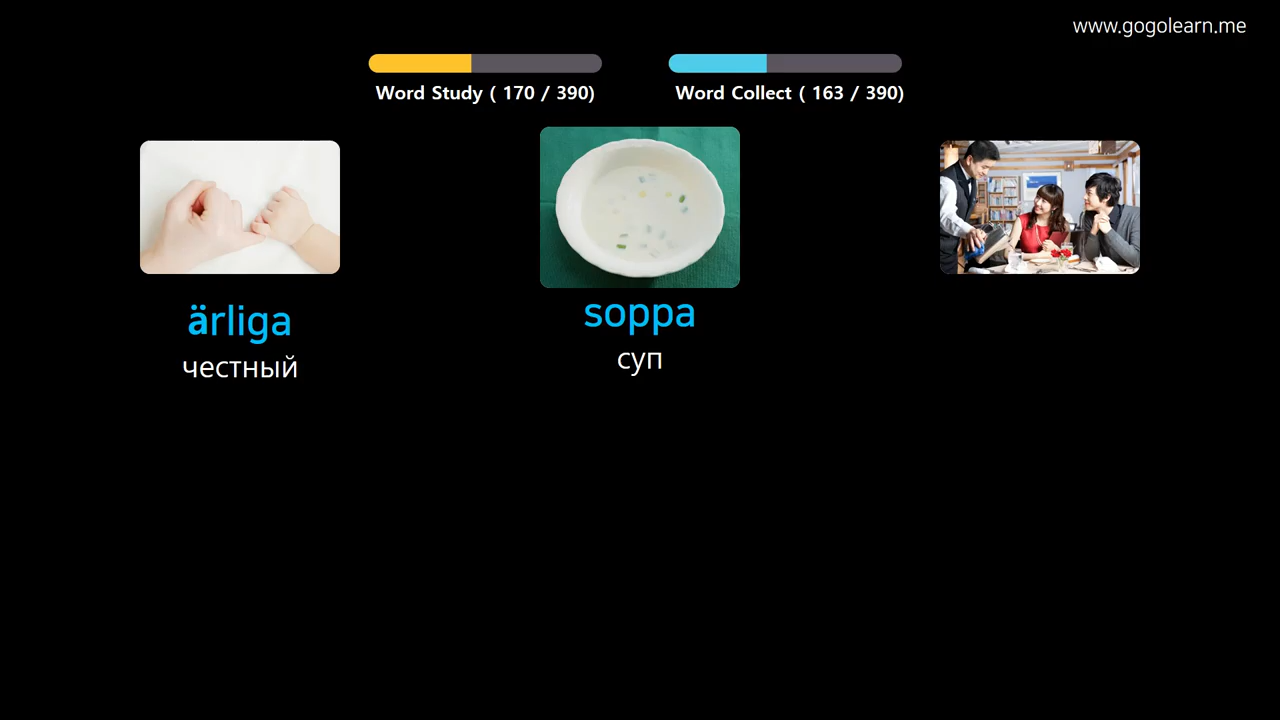 www.gogolearn.me
Word Study ( 170 / 390)
Word Collect ( 163 / 390)
ärliga
честный
soppa
суп